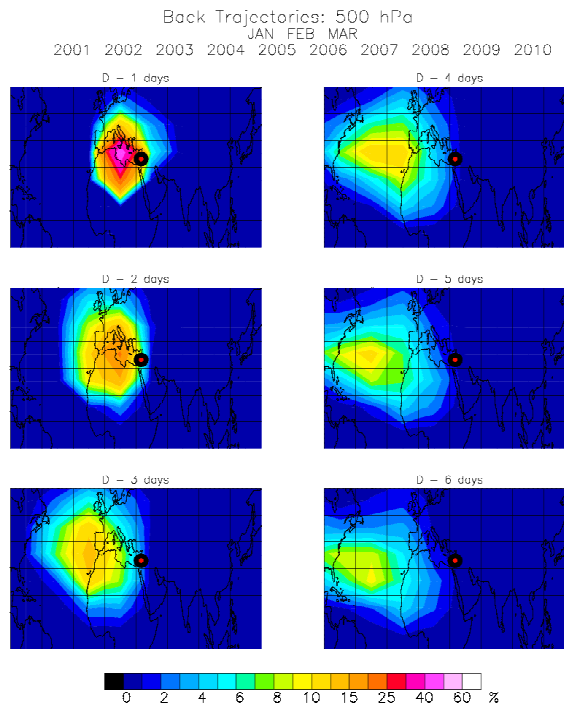 Back Trajectories: 500 hPa
JAN FEB MAR
2001 2002 2003 2004 2005 2006 2007 2008 2009 2010
D - 1 days
D - 4 days
D - 2 days
D - 5 days
D - 3 days
D - 6 days
0 2 4 6 8 10 15 25 40 60 %